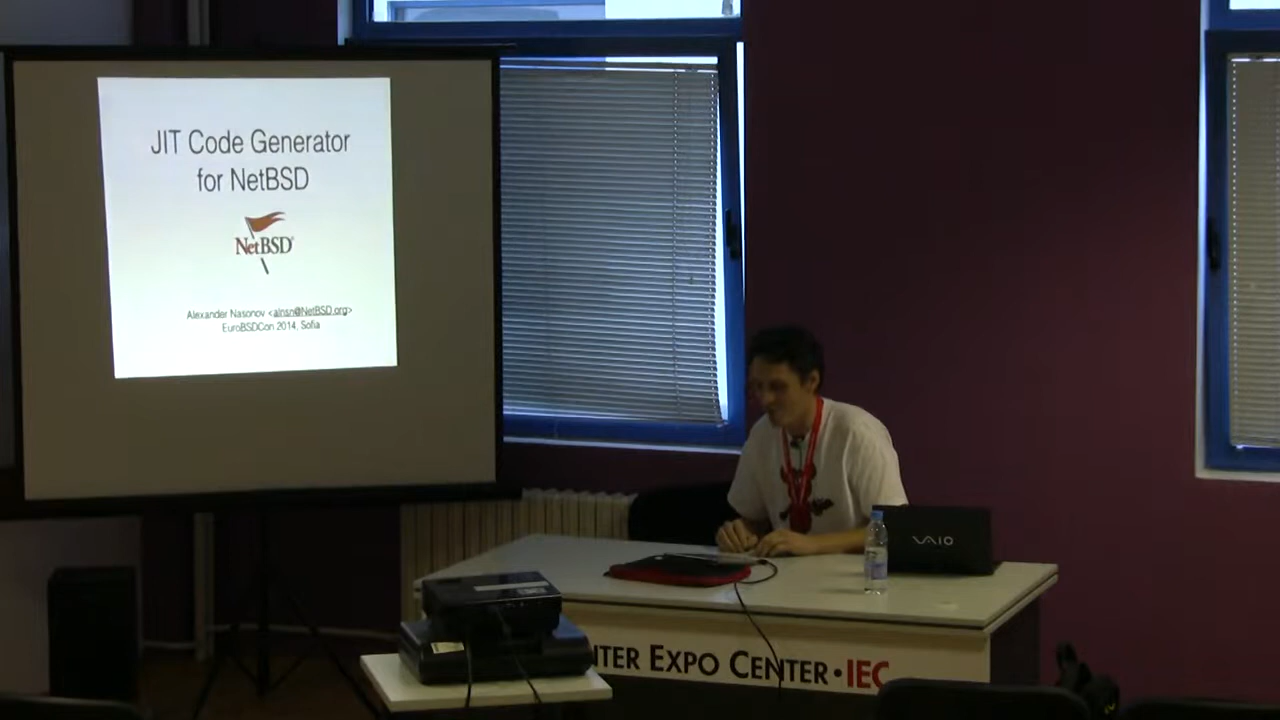 JIT Code Generator
for NetBSD
NetBSD
Alexander Nasonov <alnsn@NetBSD.org>
EuroBSDCon 2014, Sofia
VAIO
NTER EXPO CENTER · IEC